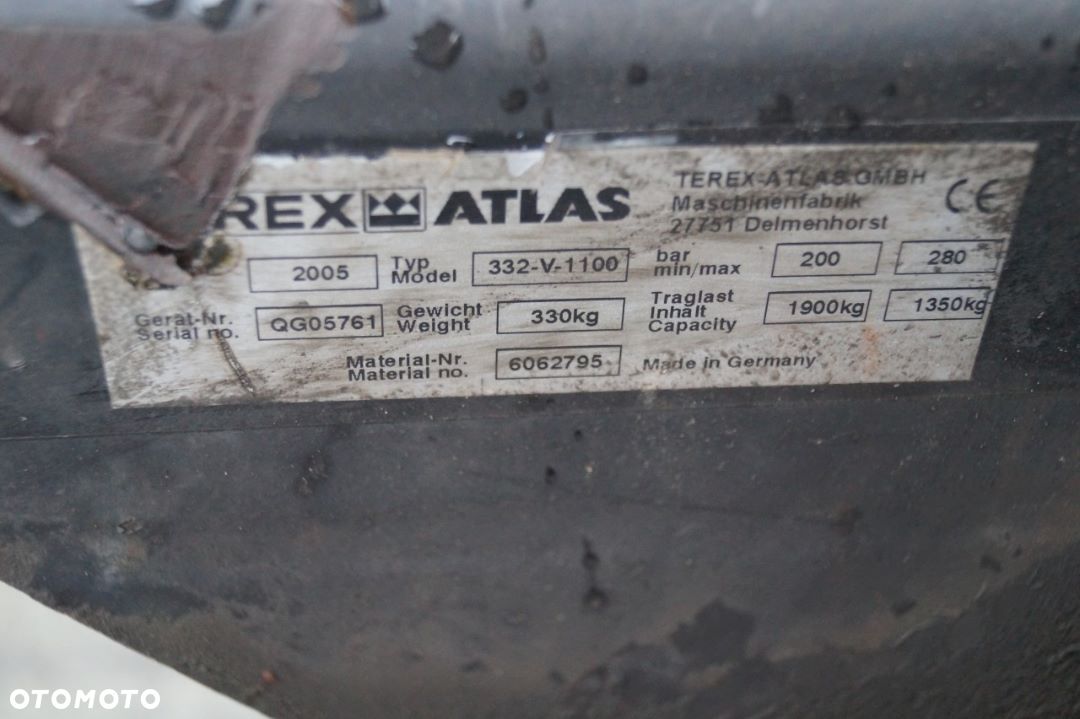 REX ATLAS
TEREX-ATLAS GMBH
Maschinenfabrik
27751 Delmenhorst
CE
2005 Typ Model 332-V-1100 bar min/max 200 280
Gerät-Nr. Serial no. QG05761 Gewicht Weight 330kg Traglast Inhalt Capacity 1900kg 1350kg
Material-Nr. Material no. 6062795 Made in Germany
OTOMOTO